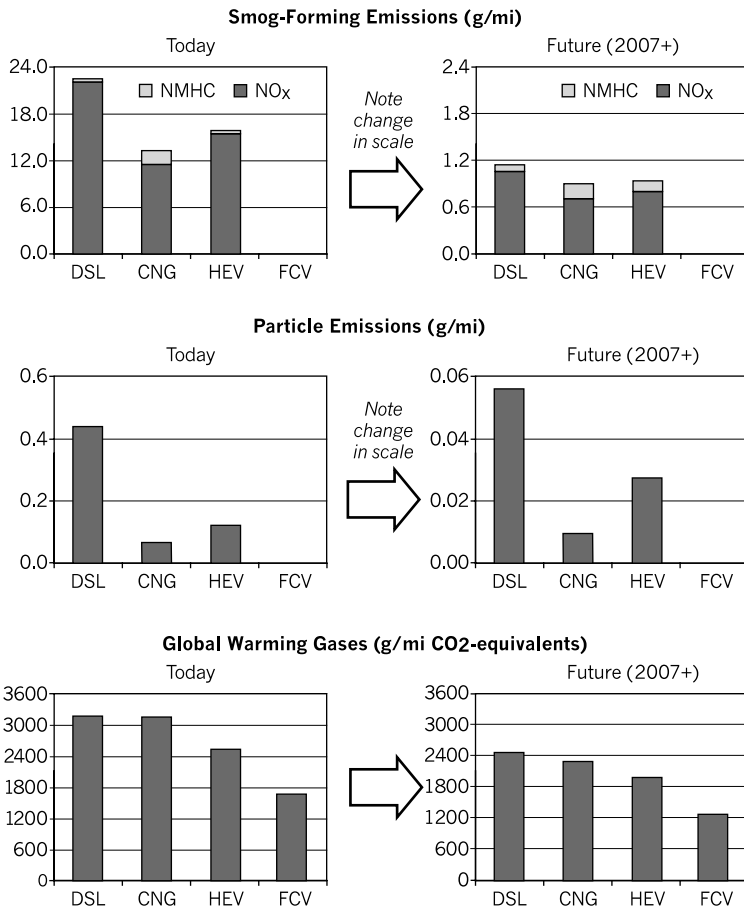 Smog-Forming Emissions (g/mi)
Today
24.0
18.0
12.0
6.0
0.0
NMHC NOx
DSL CNG HEV FCV
Note
change
in scale
Future (2007+)
2.4
1.8
1.2
0.6
0.0
NMHC NOx
DSL CNG HEV FCV
Particle Emissions (g/mi)
Today
0.6
0.4
0.2
0.0
DSL CNG HEV FCV
Note
change
in scale
Future (2007+)
0.06
0.04
0.02
0.00
DSL CNG HEV FCV
Global Warming Gases (g/mi CO2-equivalents)
Today
3600
3000
2400
1800
1200
600
0
DSL CNG HEV FCV
Future (2007+)
3600
3000
2400
1800
1200
600
0
DSL CNG HEV FCV